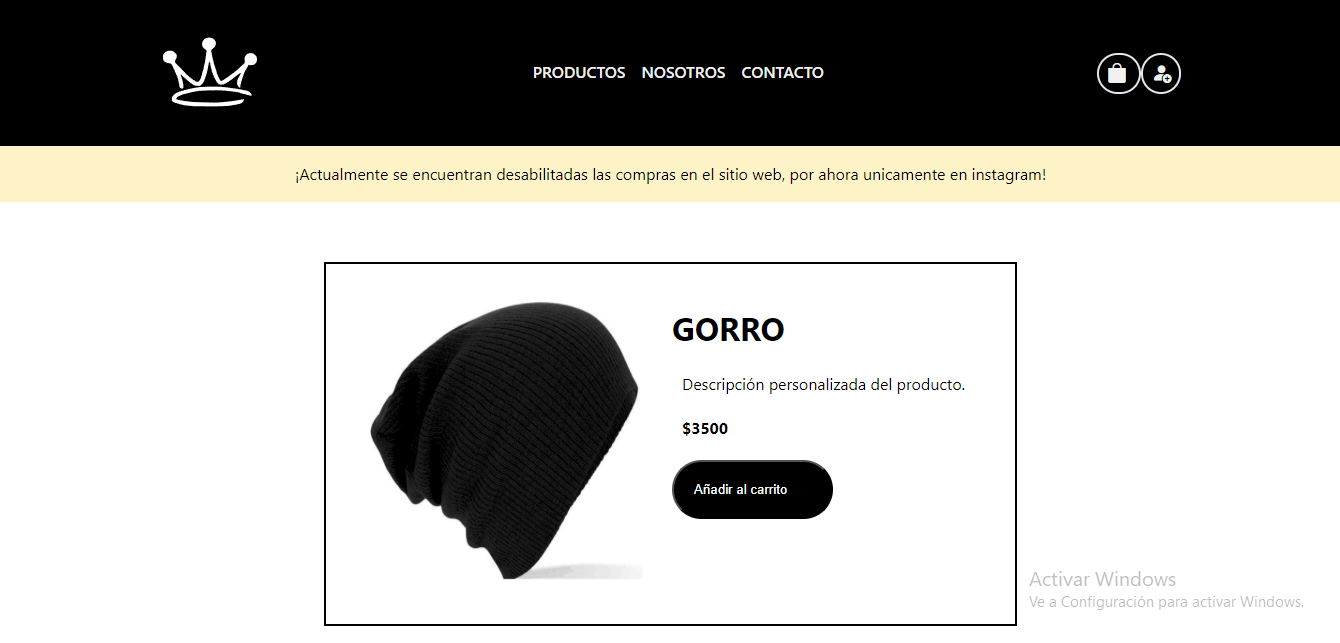 PRODUCTOS NOSOTROS CONTACTO
¡Actualmente se encuentran desabilitadas las compras en el sitio web, por ahora unicamente en instagram!
GORRO
Descripción personalizada del producto.
$3500
Añadir al carrito
Activar Windows
Ve a Configuración para activar Windows.